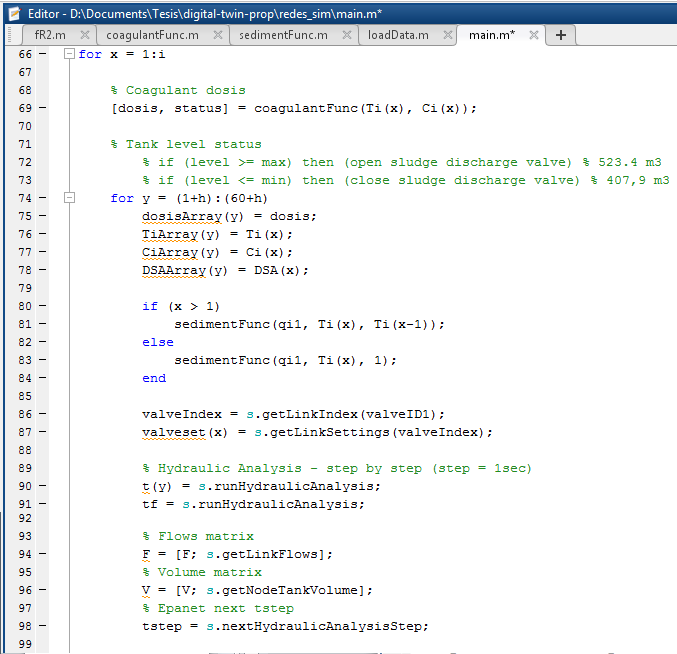 Editor - D:\Documents\Tesis\digital-twin-prop\redes_sim\main.m*
fR2.m coagulantFunc.m sedimentFunc.m loadData.m main.m* +
66 for x = 1:i
67
68 % Coagulant dosis
69 [dosis, status] = coagulantFunc(Ti(x), Ci(x));
70
71 % Tank level status
72 % if (level >= max) then (open sludge discharge valve) % 523.4 m3
73 % if (level <= min) then (close sludge discharge valve) % 407,9 m3
74 for y = (1+h):(60+h)
75 dosisArray(y) = dosis;
76 TiArray(y) = Ti(x);
77 CiArray(y) = Ci(x);
78 DSAArray(y) = DSA(x);
79
80 if (x > 1)
81 sedimentFunc(qi1, Ti(x), Ti(x-1));
82 else
83 sedimentFunc(qi1, Ti(x), 1);
84 end
85
86 valveIndex = s.getLinkIndex(valveID1);
87 valveset(x) = s.getLinkSettings(valveIndex);
88
89 % Hydraulic Analysis - step by step (step = 1sec)
90 t(y) = s.runHydraulicAnalysis;
91 tf = s.runHydraulicAnalysis;
92
93 % Flows matrix
94 F = [F; s.getLinkFlows];
95 % Volume matrix
96 V = [V; s.getNodeTankVolume];
97 % Epanet next tstep
98 tstep = s.nextHydraulicAnalysisStep;
99